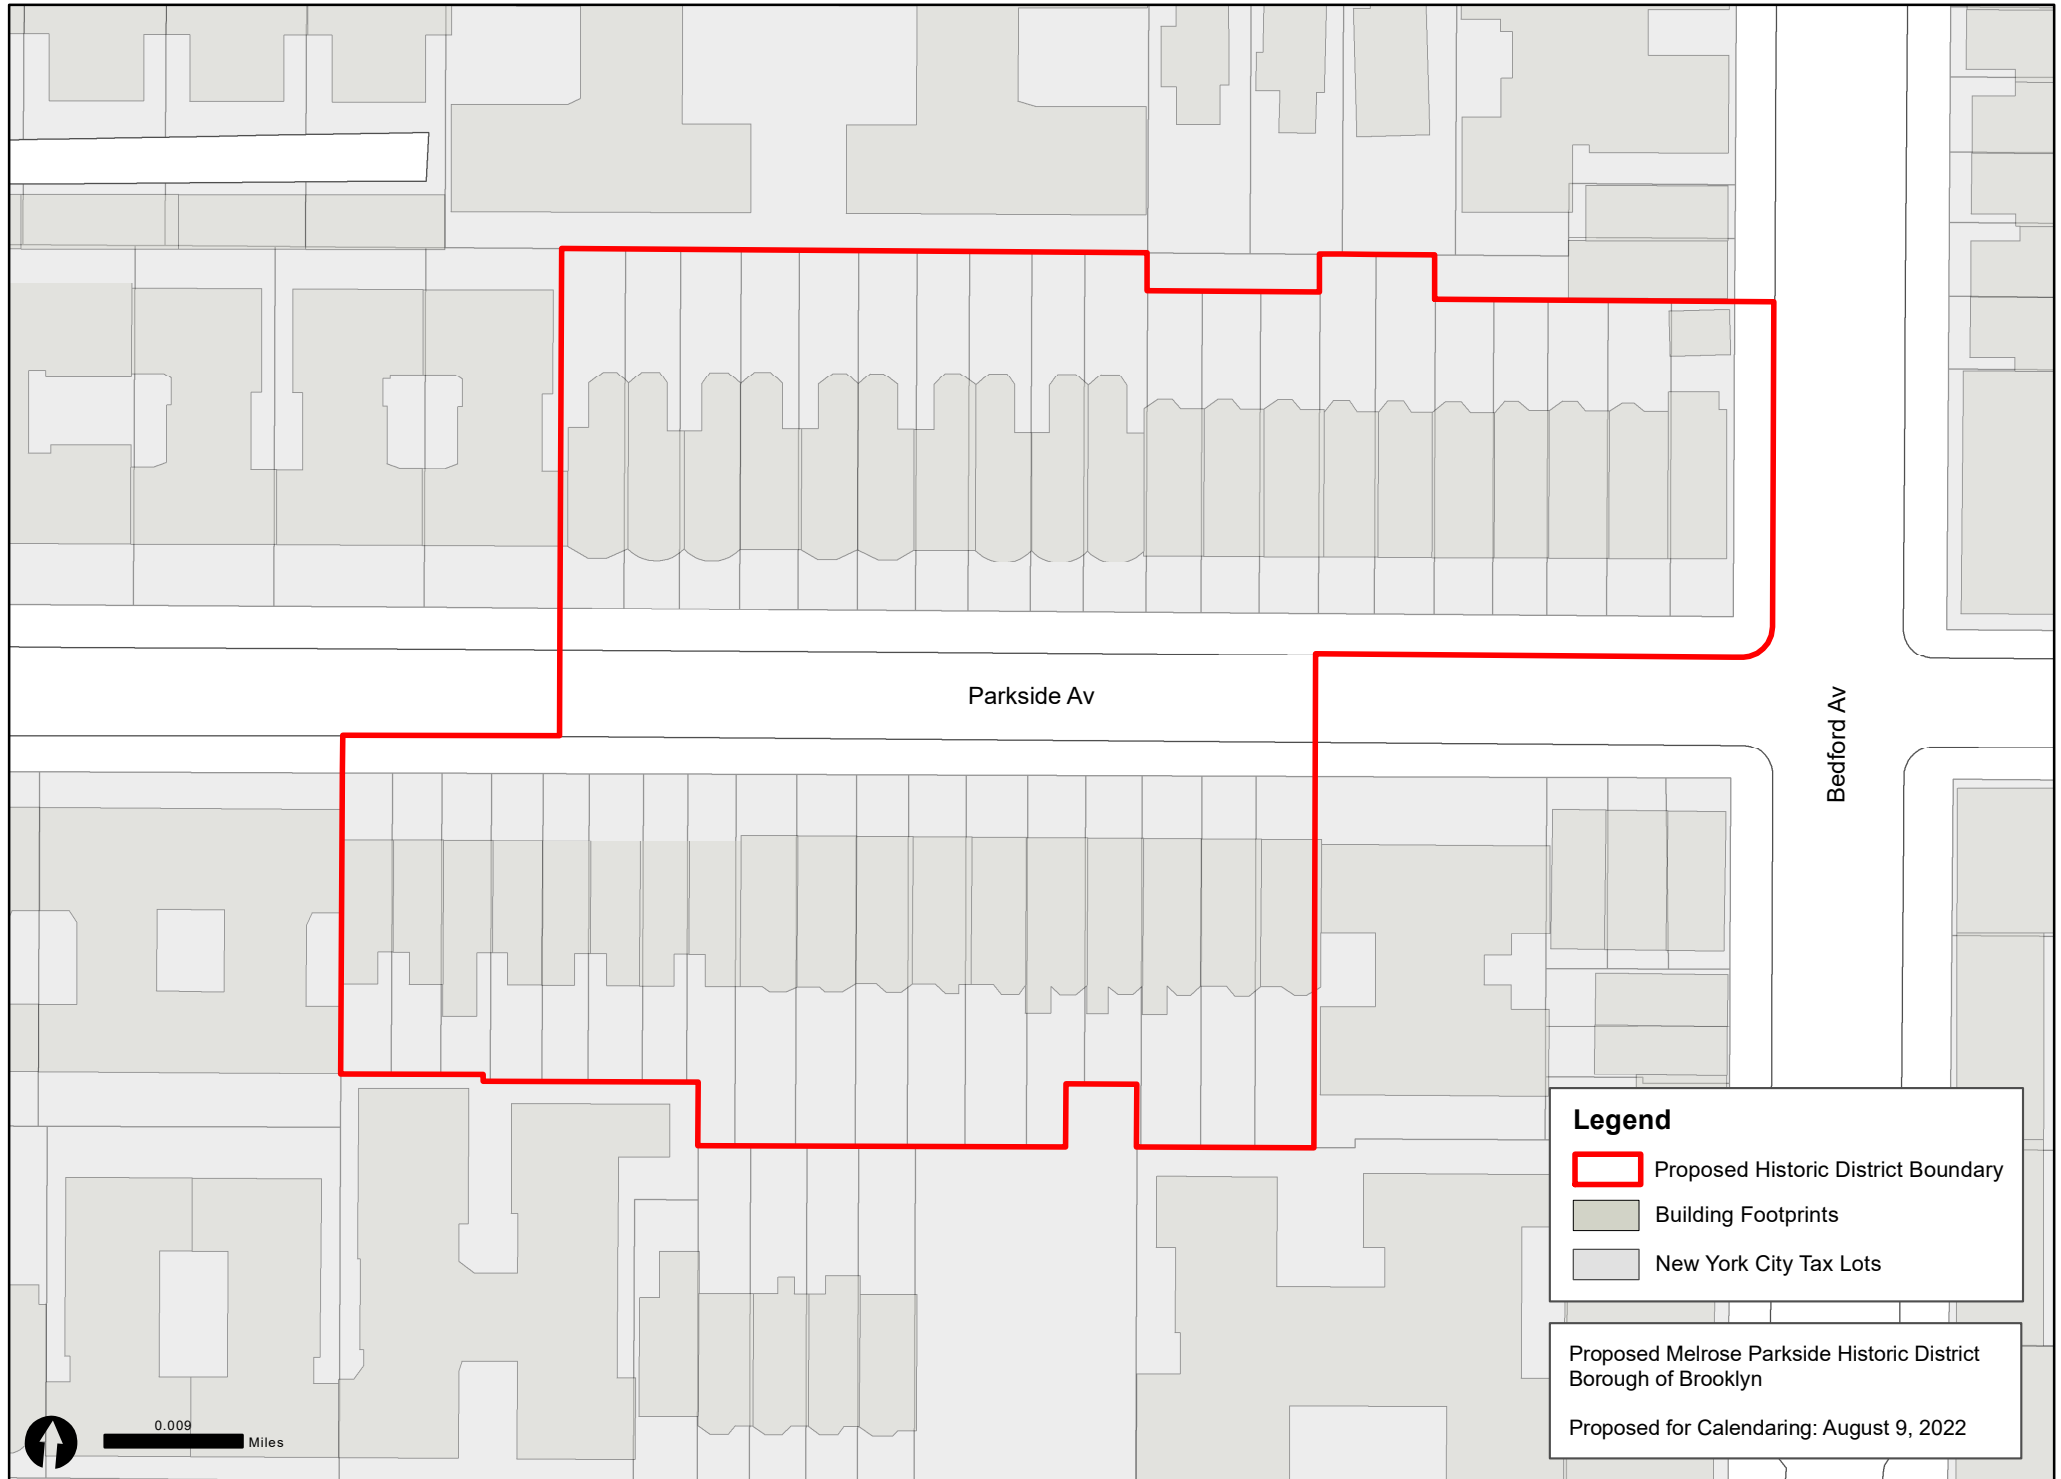 Parkside Av
Bedford Av
Legend
Proposed Historic District Boundary
Building Footprints
New York City Tax Lots
Proposed Melrose Parkside Historic District
Borough of Brooklyn
Proposed for Calendaring: August 9, 2022
0.009
Miles